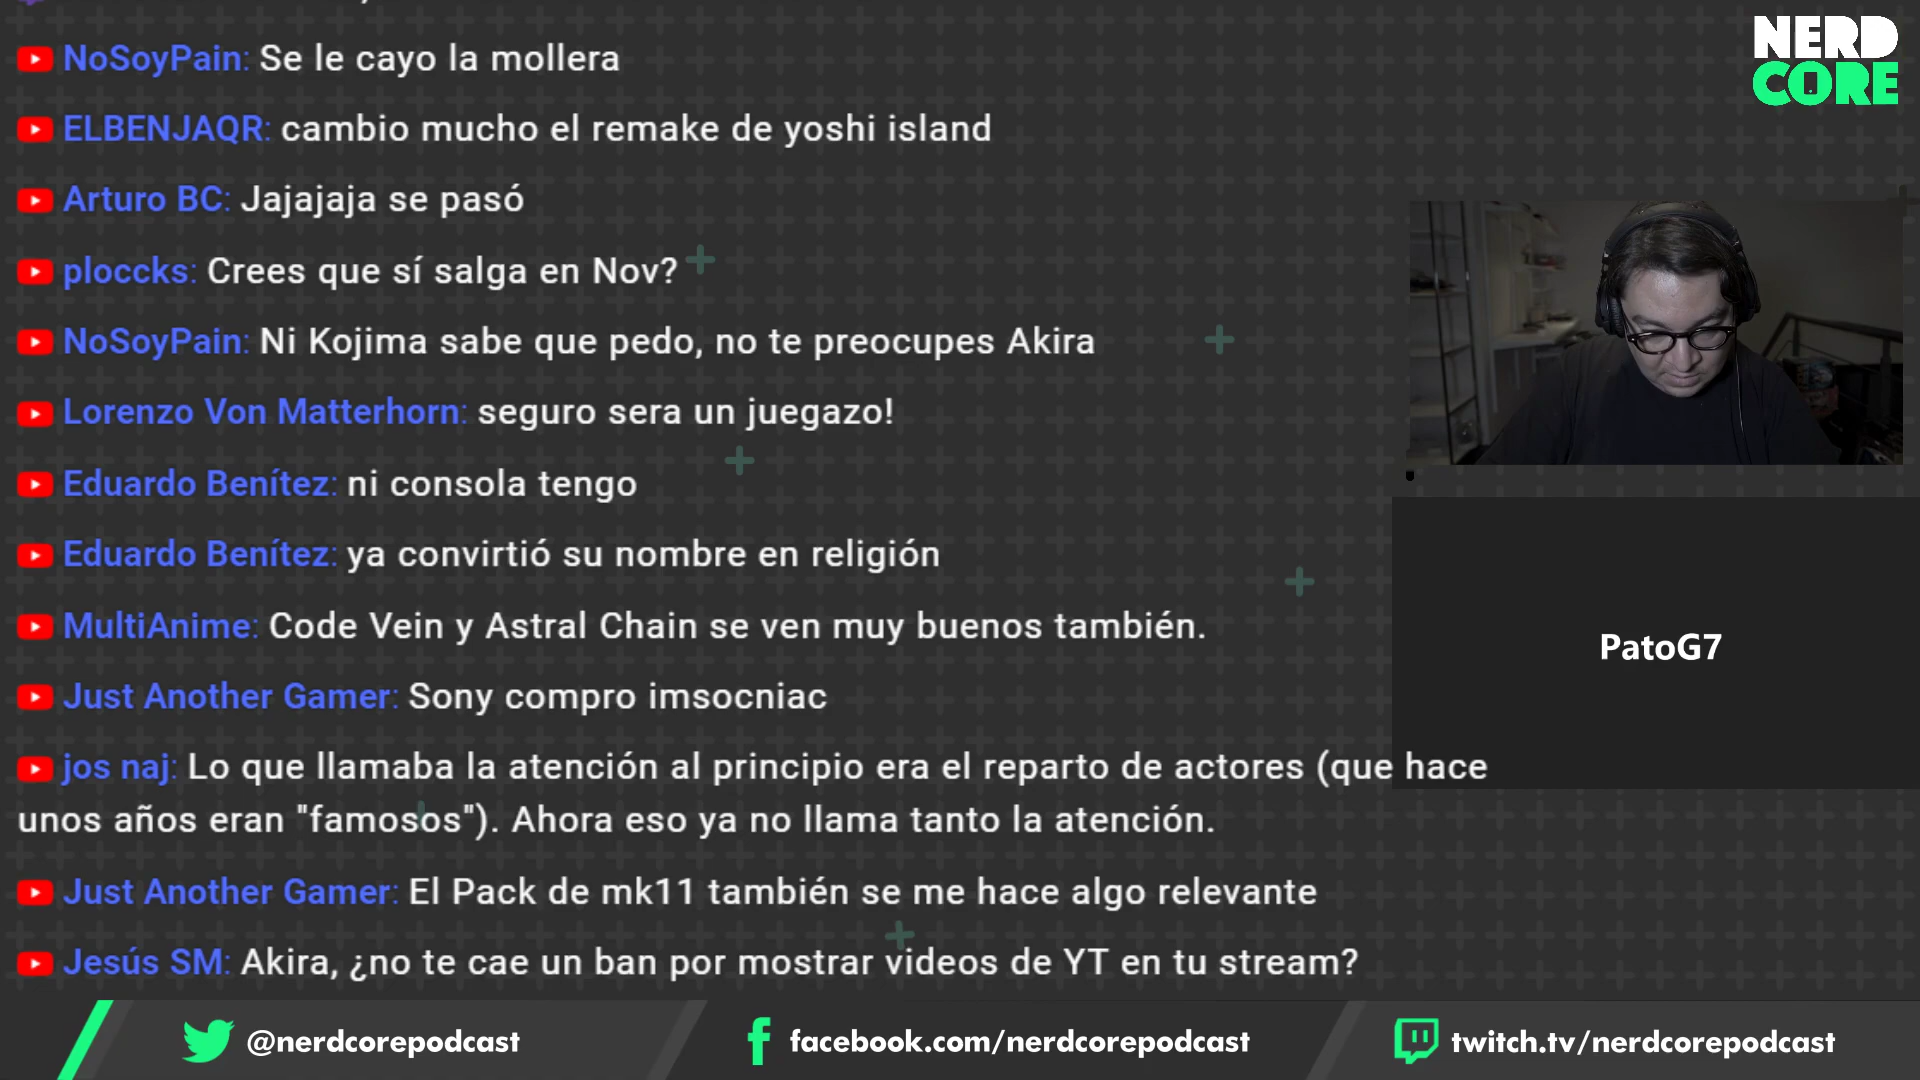 NoSoyPain: Se le cayo la mollera
ELBENJAQR: cambio mucho el remake de yoshi island
Arturo BC: Jajajaja se pasó
ploccks: Crees que sí salga en Nov?
NoSoyPain: Ni Kojima sabe que pedo, no te preocupes Akira
Lorenzo Von Matterhorn: seguro sera un juegazo!
Eduardo Benítez: ni consola tengo
Eduardo Benítez: ya convirtió su nombre en religión
MultiAnime: Code Vein y Astral Chain se ven muy buenos también.
Just Another Gamer: Sony compro imsocniac
jos naj: Lo que llamaba la atención al principio era el reparto de actores (que hace
unos años eran "famosos"). Ahora eso ya no llama tanto la atención.
Just Another Gamer: El Pack de mk11 también se me hace algo relevante
Jesús SM: Akira, ¿no te cae un ban por mostrar videos de YT en tu stream?
NERD
CORE
PatoG7
@nerdcorepodcast
facebook.com/nerdcorepodcast
twitch.tv/nerdcorepodcast